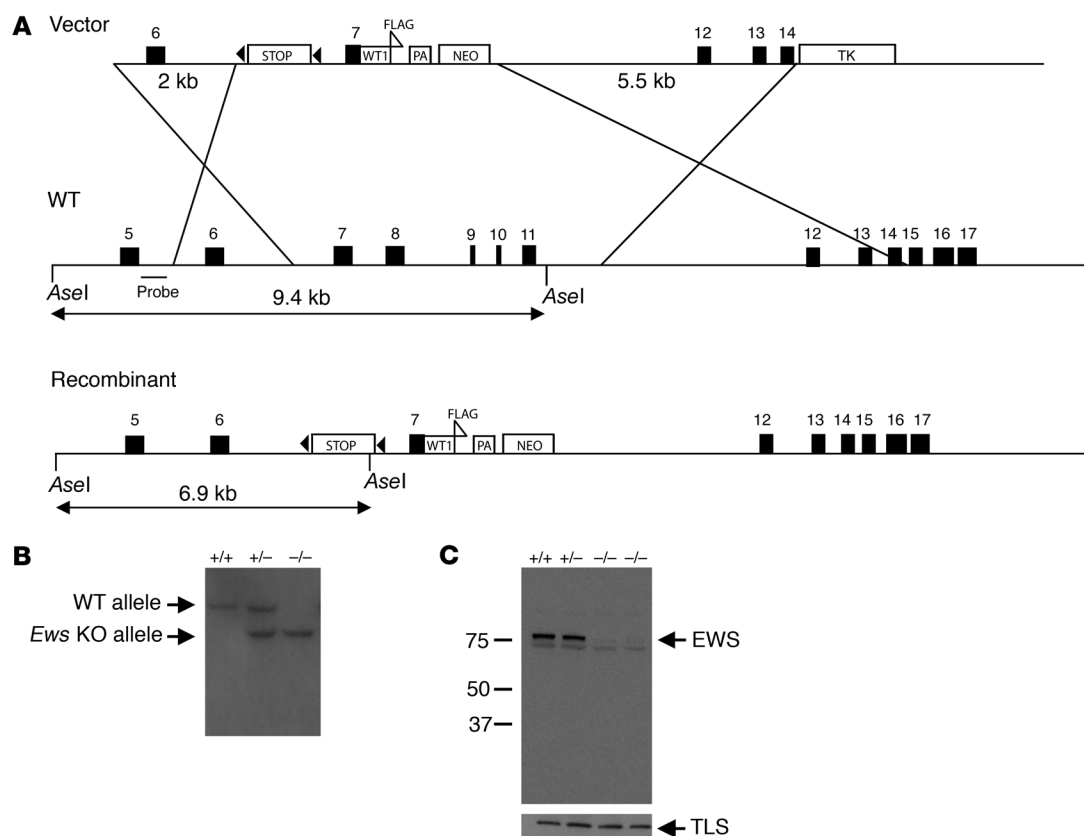 A
Vector
FLAG
6
7
12
13
14
STOP
WT1
PA
NEO
TK
2 kb
5.5 kb
WT
5
6
7
8
9
10
11
12
13
14
15
16
17
Probe
AseI
9.4 kb
AseI
Recombinant
FLAG
5
6
7
12
13
14
15
16
17
STOP
WT1
PA
NEO
AseI
6.9 kb
AseI
B
+/+ +/– –/–
WT allele
Ews KO allele
C
+/+ +/– –/– –/–
75
EWS
50
37
TLS